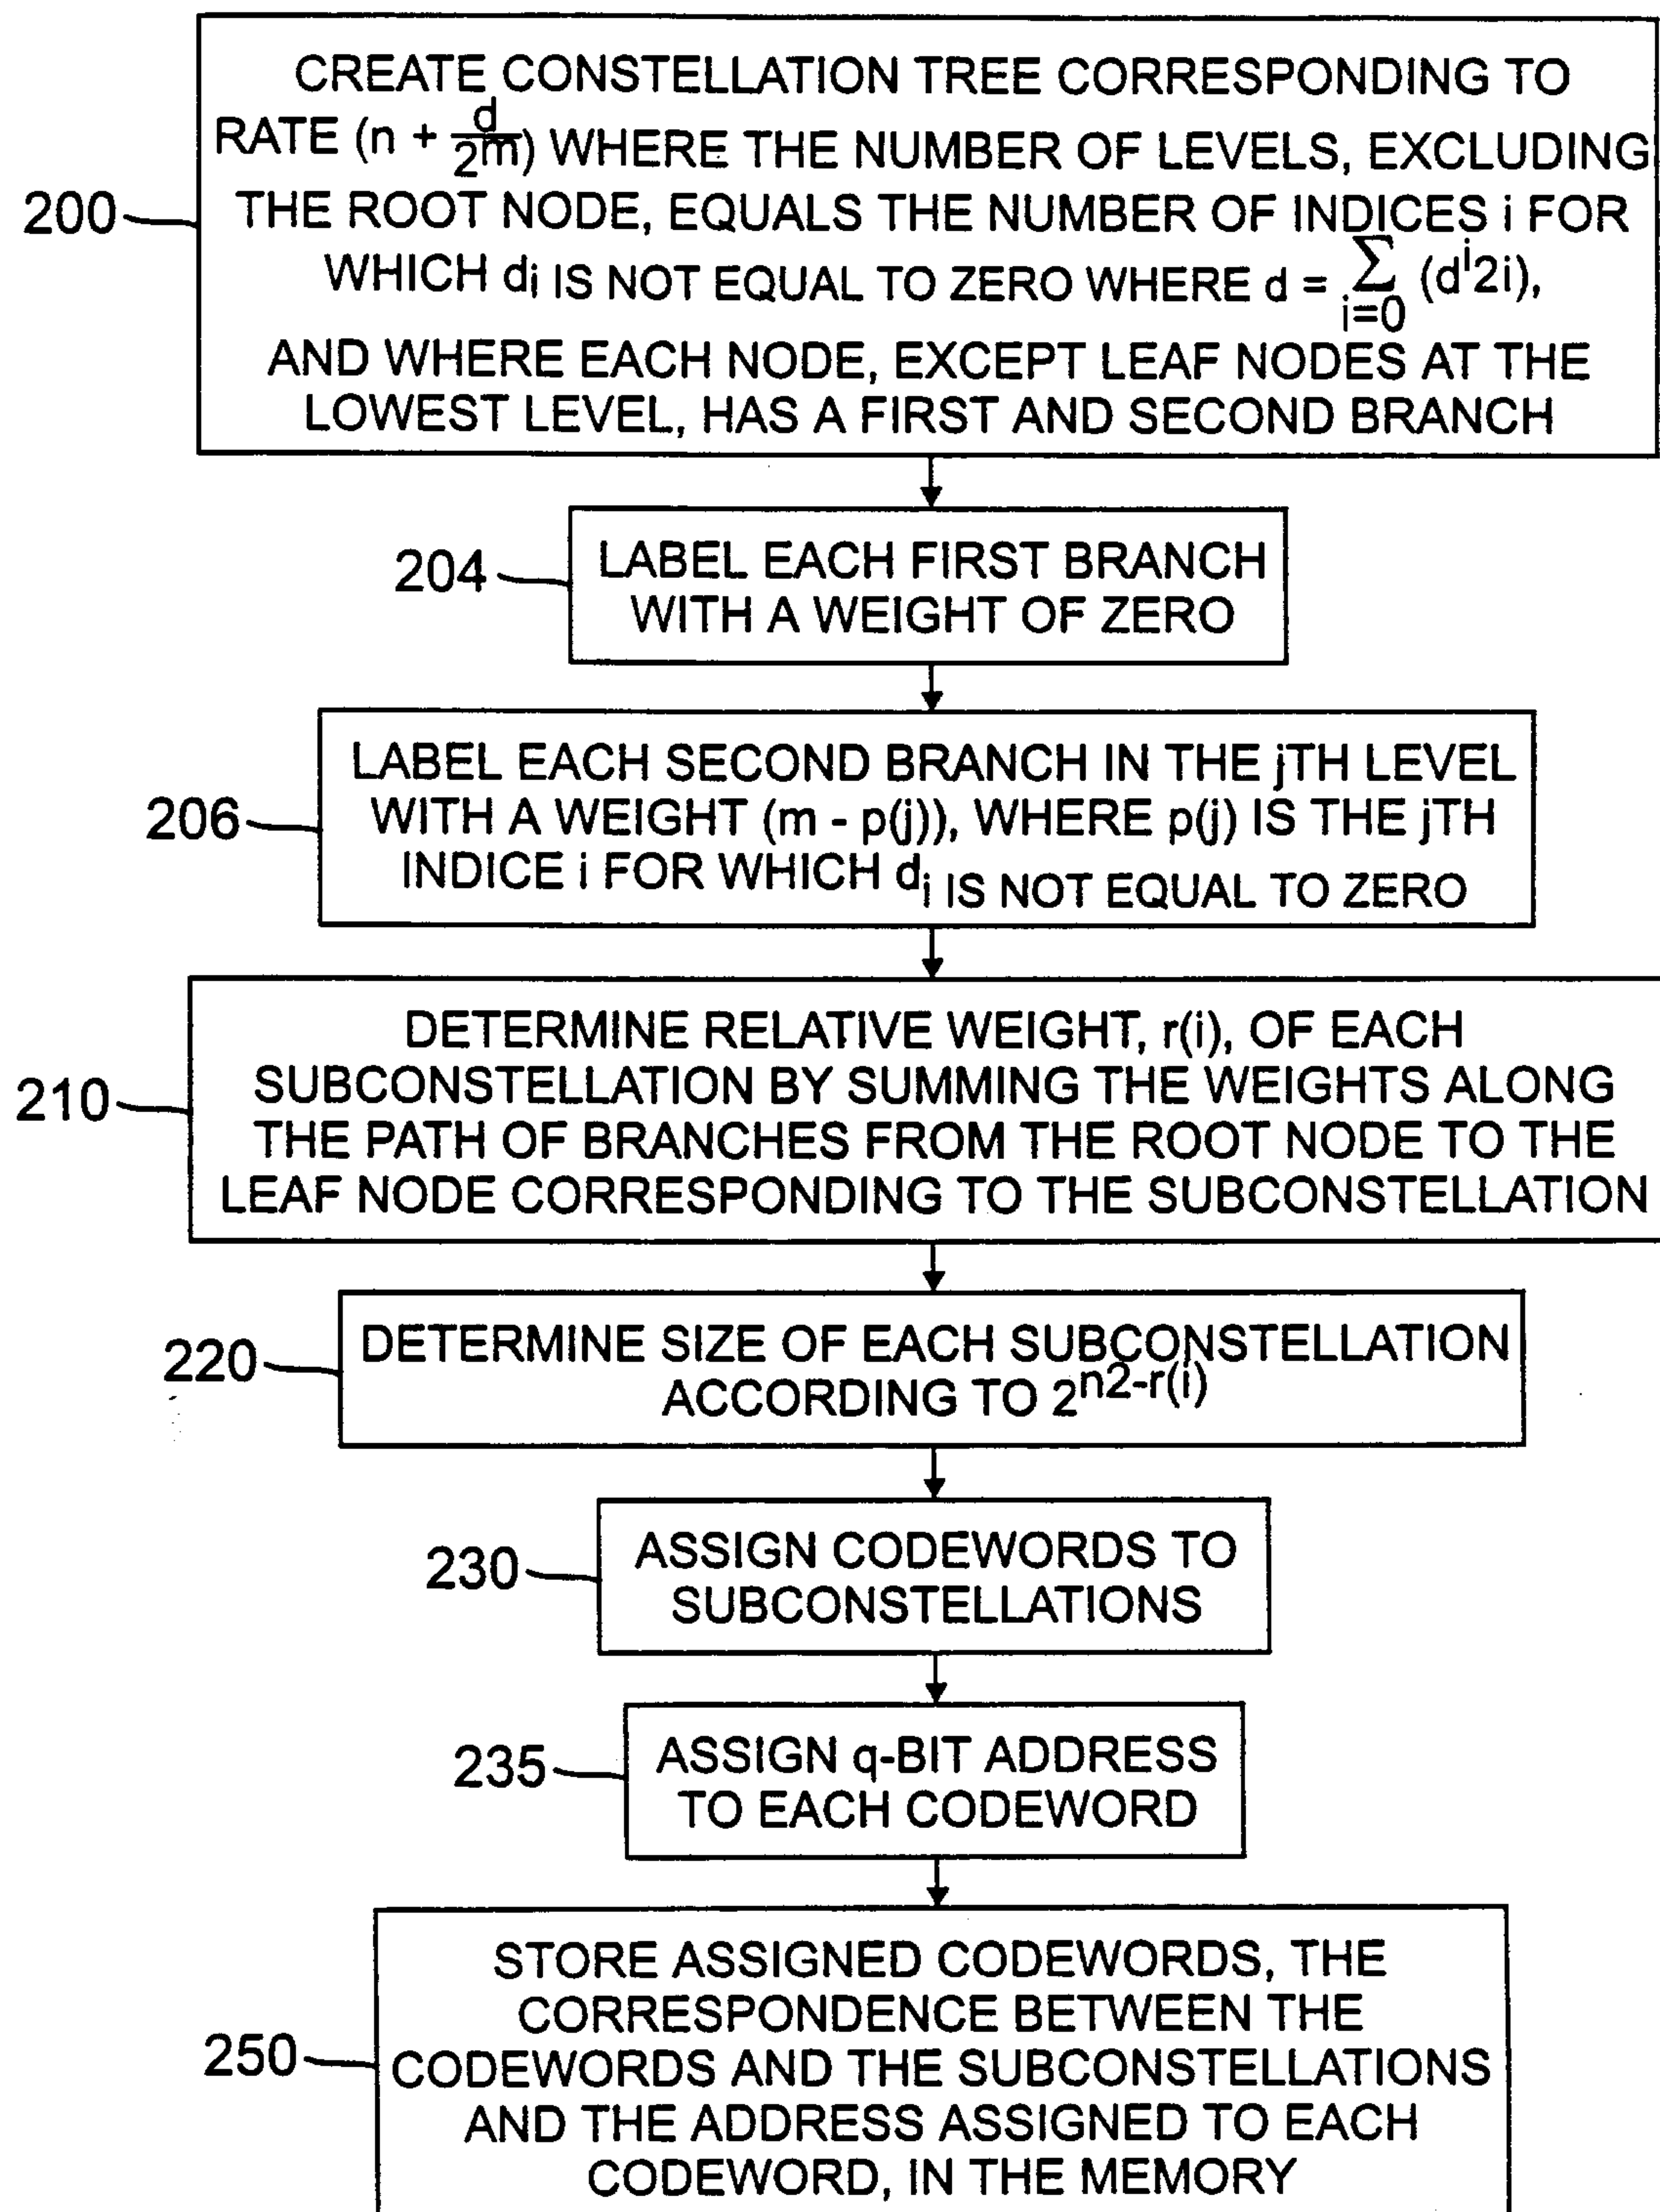 CREATE CONSTELLATION TREE CORRESPONDING TO
RATE (n + d/2m) WHERE THE NUMBER OF LEVELS, EXCLUDING
200
THE ROOT NODE, EQUALS THE NUMBER OF INDICES i FOR
WHICH di IS NOT EQUAL TO ZERO WHERE d = Σ i=0 (d^i2i),
AND WHERE EACH NODE, EXCEPT LEAF NODES AT THE
LOWEST LEVEL, HAS A FIRST AND SECOND BRANCH
204
LABEL EACH FIRST BRANCH
WITH A WEIGHT OF ZERO
206
LABEL EACH SECOND BRANCH IN THE jTH LEVEL
WITH A WEIGHT (m - p(j)), WHERE p(j) IS THE jTH
INDICE i FOR WHICH di IS NOT EQUAL TO ZERO
210
DETERMINE RELATIVE WEIGHT, r(i), OF EACH
SUBCONSTELLATION BY SUMMING THE WEIGHTS ALONG
THE PATH OF BRANCHES FROM THE ROOT NODE TO THE
LEAF NODE CORRESPONDING TO THE SUBCONSTELLATION
220
DETERMINE SIZE OF EACH SUBCONSTELLATION
ACCORDING TO 2^n2-r(i)
230
ASSIGN CODEWORDS TO
SUBCONSTELLATIONS
235
ASSIGN q-BIT ADDRESS
TO EACH CODEWORD
250
STORE ASSIGNED CODEWORDS, THE
CORRESPONDENCE BETWEEN THE
CODEWORDS AND THE SUBCONSTELLATIONS
AND THE ADDRESS ASSIGNED TO EACH
CODEWORD, IN THE MEMORY